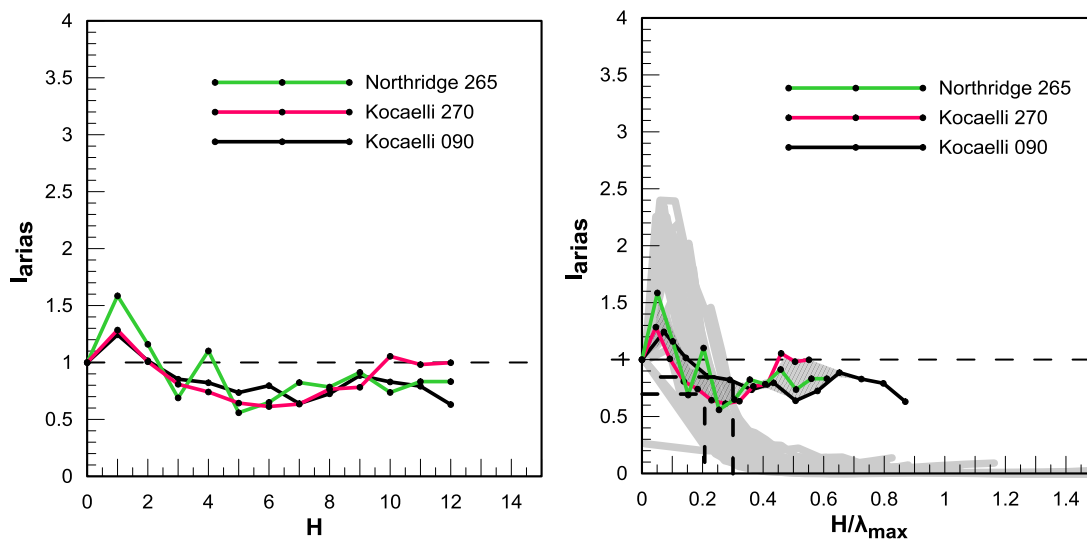 4
3.5
3
2.5
2
1.5
1
0.5
0
Iarias
0 2 4 6 8 10 12 14
H
Northridge 265
Kocaelli 270
Kocaelli 090
4
3.5
3
2.5
2
1.5
1
0.5
0
Iarias
0 0.2 0.4 0.6 0.8 1 1.2 1.4
H/λmax
Northridge 265
Kocaelli 270
Kocaelli 090